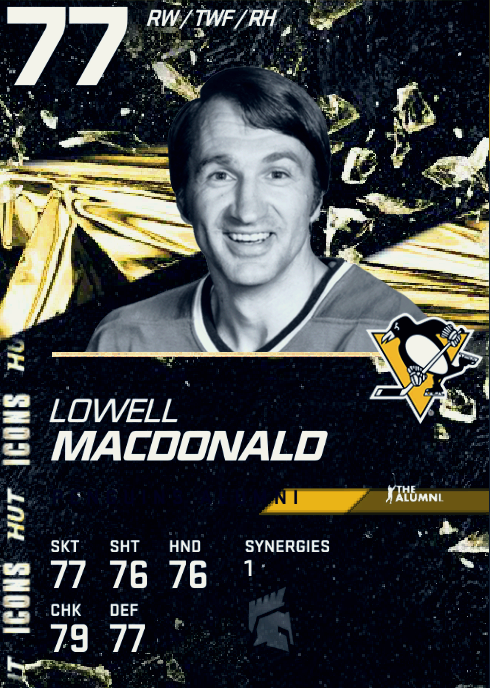 77
RW / TWF / RH
LOWELL
MACDONALD
NI
THE
ALUMNI
SKT SHT HND SYNERGIES
77 76 76 1
CHK DEF
79 77
HUT ICONS HUT ICONS